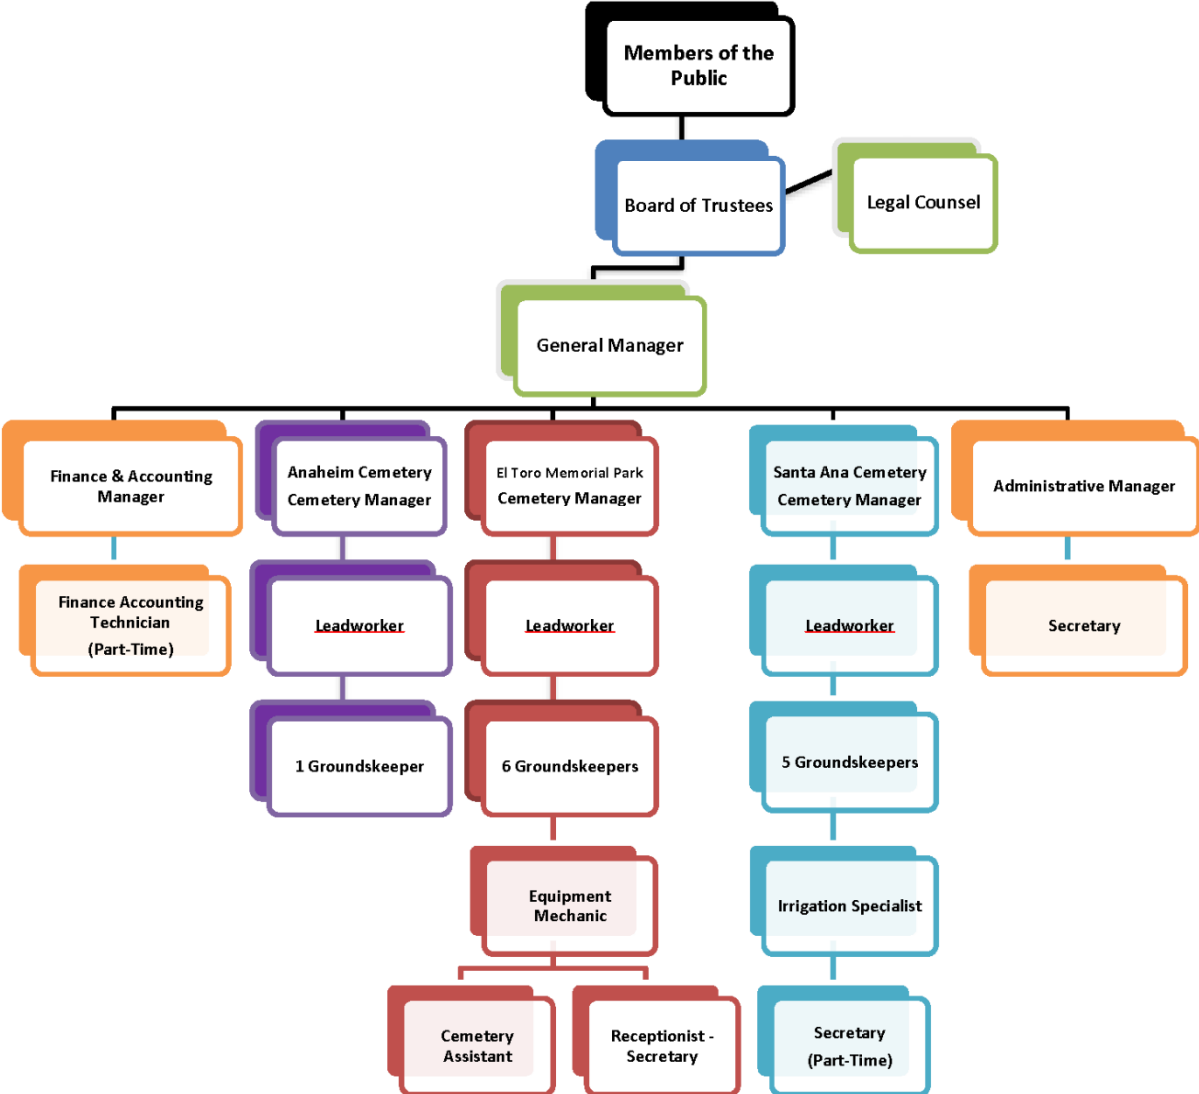 Members of the
Public
Board of Trustees
Legal Counsel
General Manager
Finance & Accounting
Manager
Anaheim Cemetery
Cemetery Manager
El Toro Memorial Park
Cemetery Manager
Santa Ana Cemetery
Cemetery Manager
Administrative Manager
Finance Accounting
Technician
(Part-Time)
Leadworker
Leadworker
Leadworker
Secretary
1 Groundskeeper
6 Groundskeepers
5 Groundskeepers
Equipment
Mechanic
Irrigation Specialist
Cemetery
Assistant
Receptionist -
Secretary
Secretary
(Part-Time)